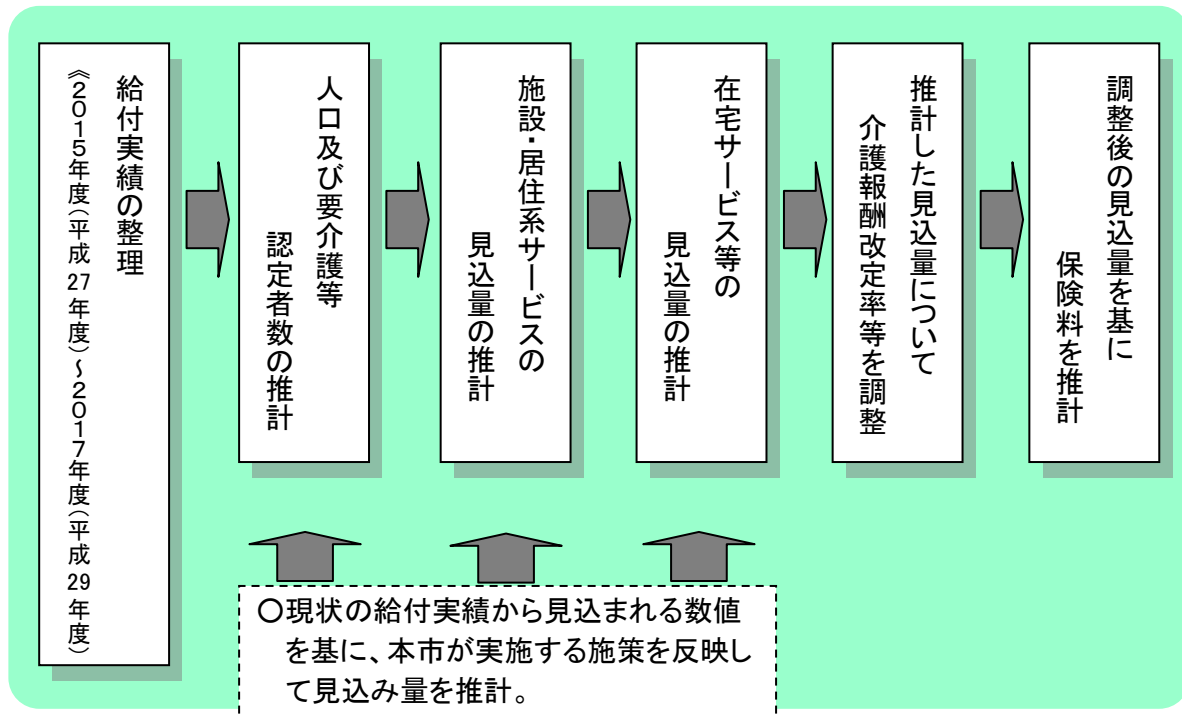 給付実績の整理
《2015年度(平成27年度)～2017年度(平成29年度)》
人口及び要介護等
認定者数の推計
施設・居住系サービスの
見込量の推計
在宅サービス等の
見込量の推計
推計した見込量について
介護報酬改定率等を調整
調整後の見込量を基に
保険料を推計
○現状の給付実績から見込まれる数値
を基に、本市が実施する施策を反映し
て見込み量を推計。